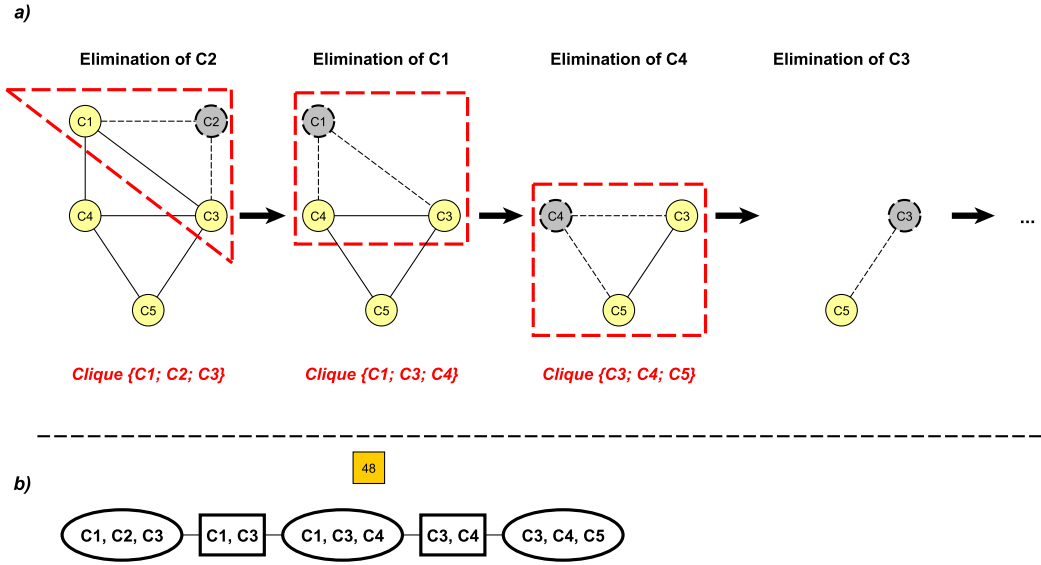 a)
Elimination of C2
Elimination of C1
Elimination of C4
Elimination of C3
C1
C2
C4
C3
C5
C1
C4
C3
C5
C4
C3
C5
C3
C5
...
Clique {C1; C2; C3}
Clique {C1; C3; C4}
Clique {C3; C4; C5}
48
b)
C1, C2, C3
C1, C3
C1, C3, C4
C3, C4
C3, C4, C5